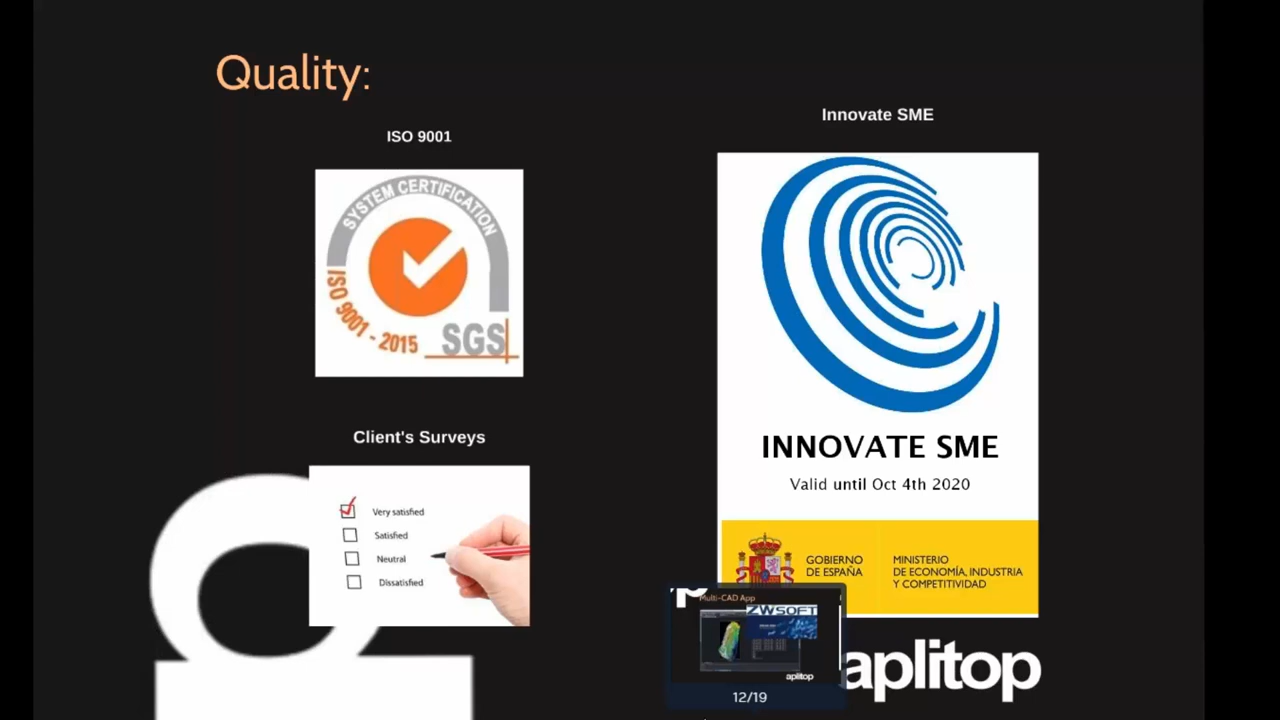 Quality:
ISO 9001
SYSTEM CERTIFICATION
ISO 9001 - 2015
SGS
Client's Surveys
Very satisfied
Satisfied
Neutral
Dissatisfied
Innovate SME
INNOVATE SME
Valid until Oct 4th 2020
GOBIERNO
DE ESPAÑA
MINISTERIO
DE ECONOMÍA, INDUSTRIA
Y COMPETITIVIDAD
Multi-CAD App
ZWSOFT
aplitop
12/19
aplitop